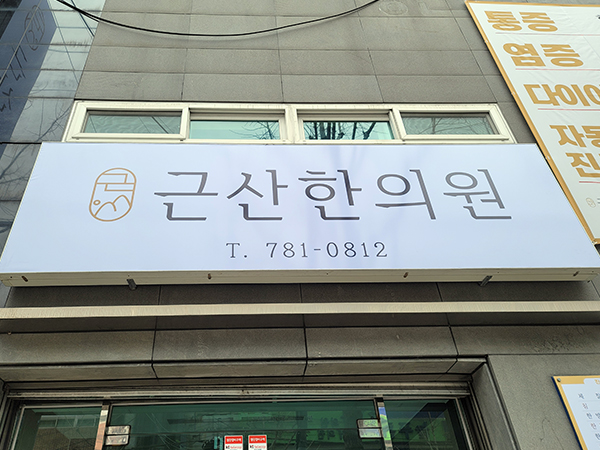 근산한의원
T. 781-0812
통증
염증
다이어
자동
진